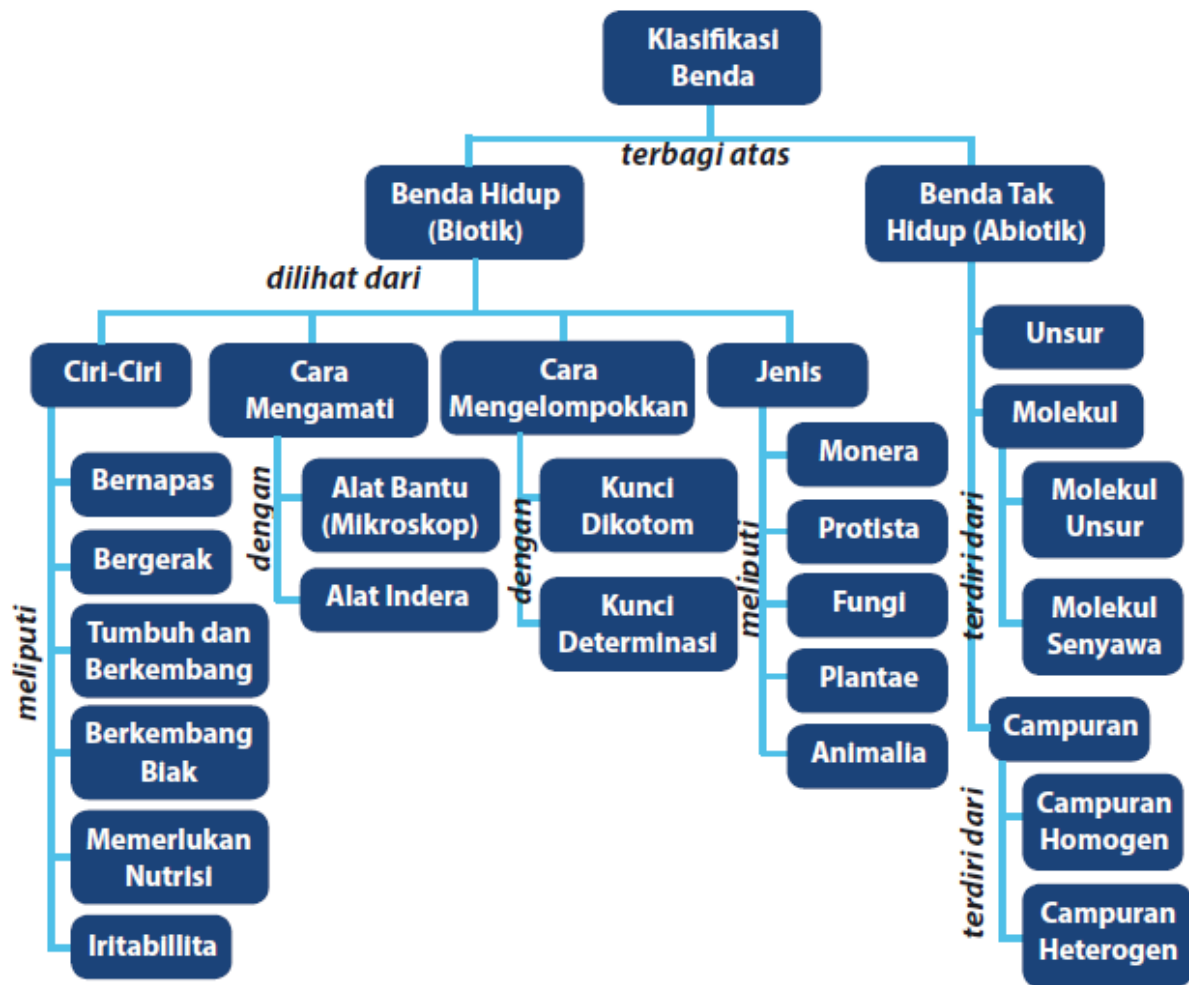 Klasifikasi
Benda
terbagi atas
Benda Hidup
(Biotik)
Benda Tak
Hidup (Abiotik)
dilihat dari
Ciri-Ciri
meliputi
Bernapas
Bergerak
Tumbuh dan
Berkembang
Berkembang
Biak
Memerlukan
Nutrisi
Iritabillita
Cara
Mengamati
dengan
Alat Bantu
(Mikroskop)
Alat Indera
Cara
Mengelompokkan
dengan
Kunci
Dikotom
Kunci
Determinasi
Jenis
meliputi
Monera
Protista
Fungi
Plantae
Animalia
terdiri dari
Unsur
Molekul
Molekul
Unsur
Molekul
Senyawa
Campuran
terdiri dari
Campuran
Homogen
Campuran
Heterogen